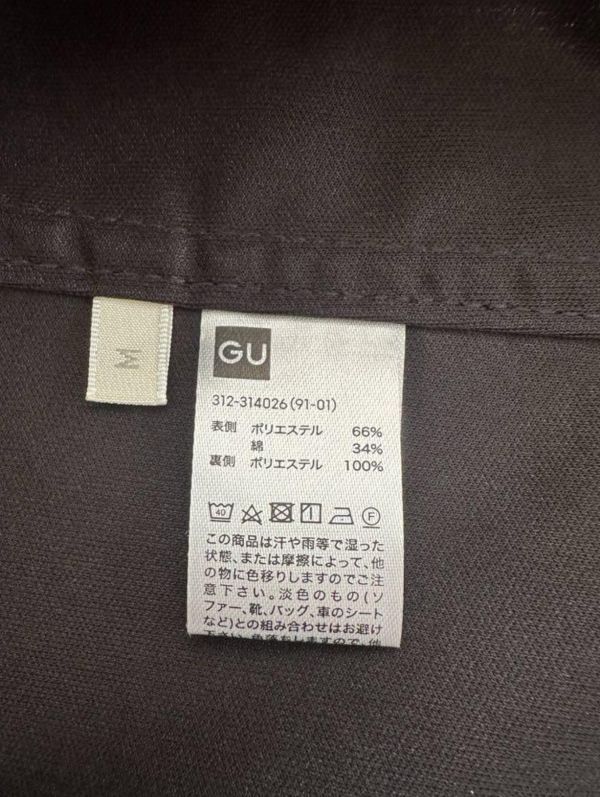 M
GU
312-314026(91-01)
表側 ポリエステル 66%
綿 34%
裏側 ポリエステル 100%
40
F
この商品は汗や雨等で湿った
状態、または摩擦によって、他
の物に色移りしますのでご注
意下さい。淡色のもの(ソ
ファー、靴、バッグ、車のシート
など)との組み合わせはお避け